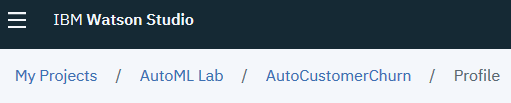 IBM Watson Studio
My Projects / AutoML Lab / AutoCustomerChurn / Profile